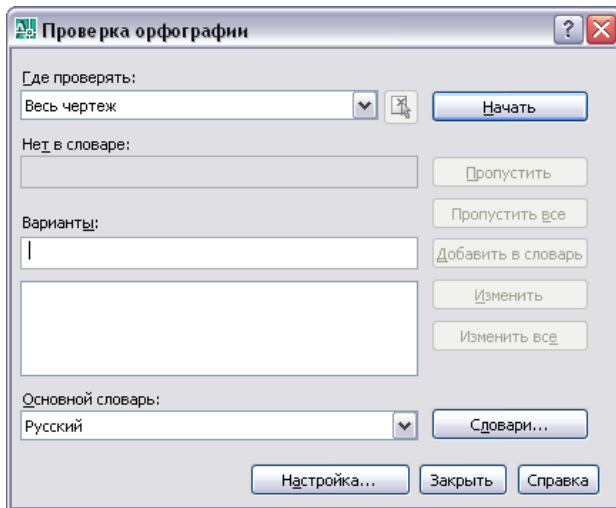 Проверка орфографии
Где проверять:
Весь чертеж
Начать
Нет в словаре:
Пропустить
Пропустить все
Варианты:
Добавить в словарь
Изменить
Изменить все
Основной словарь:
Русский
Словари...
Настройка...
Закрыть
Справка